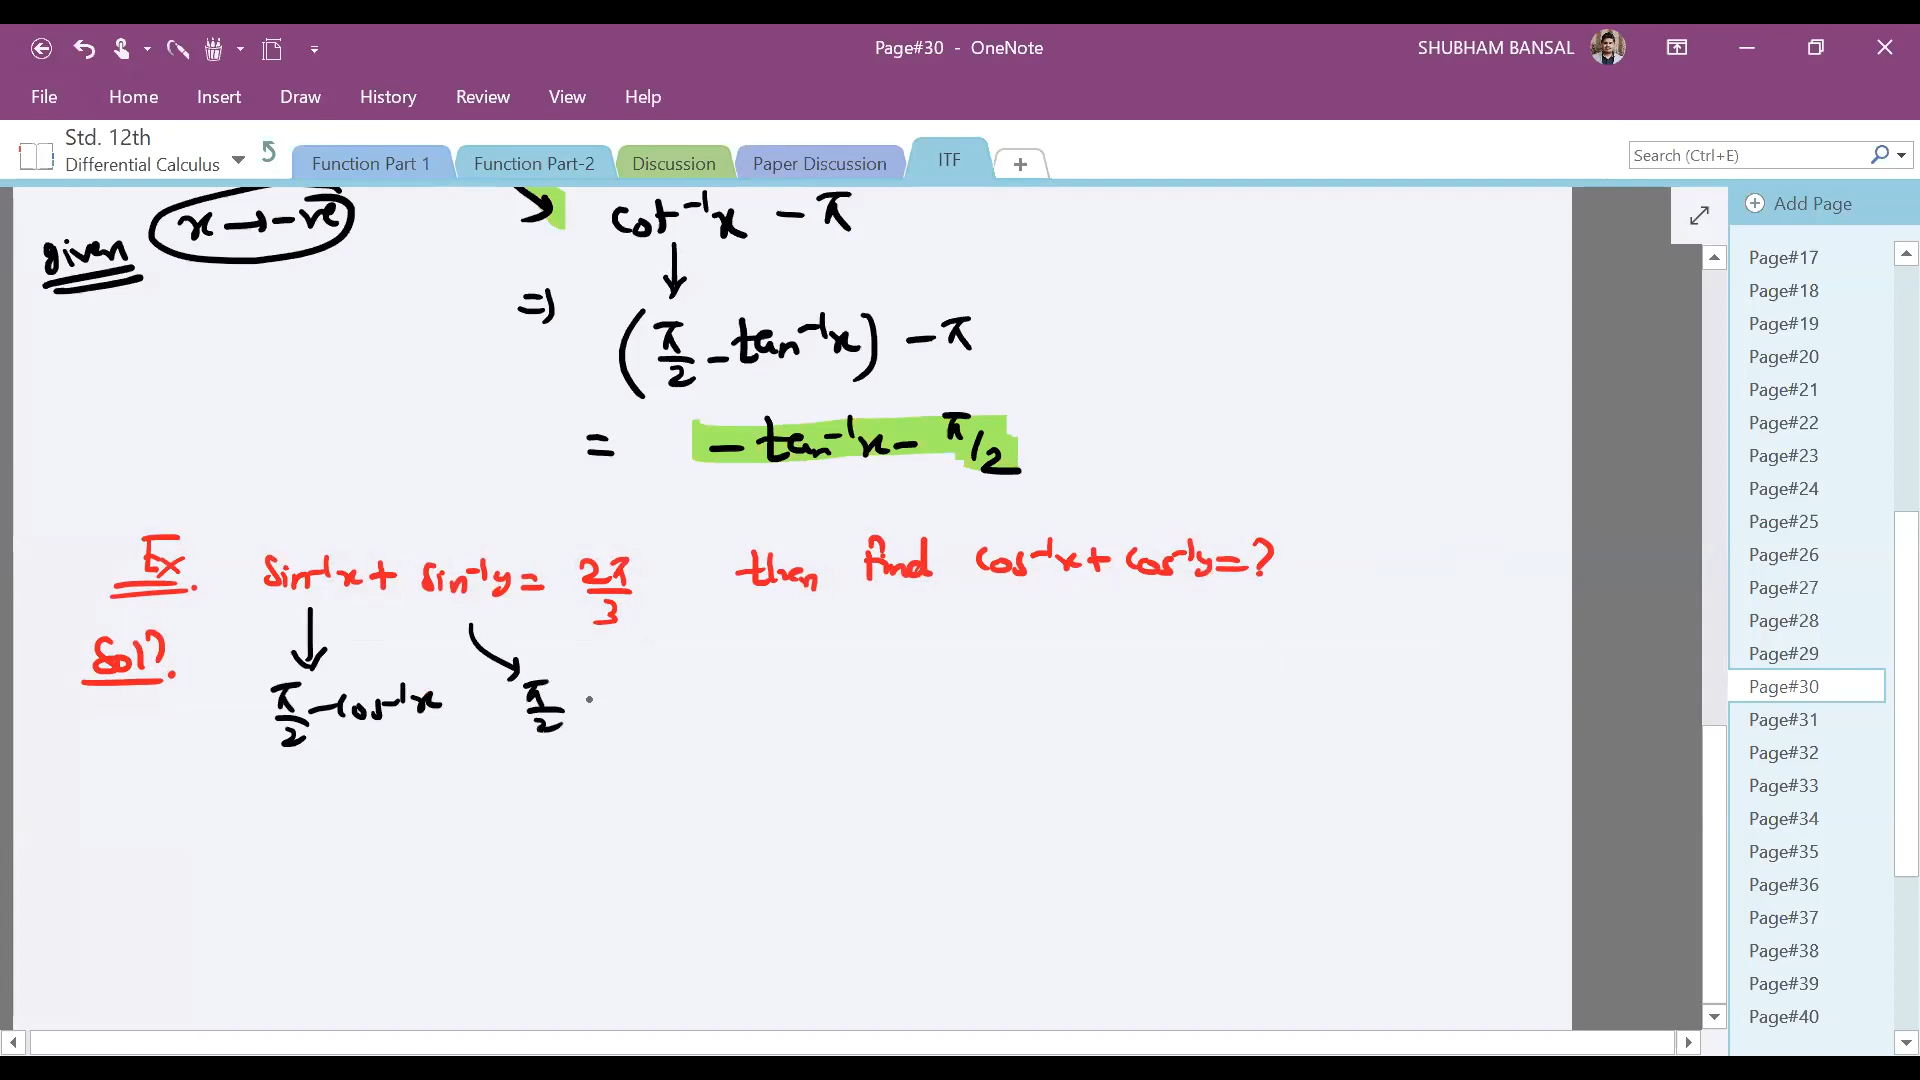 Page#30 - OneNote
SHUBHAM BANSAL
File Home Insert Draw History Review View Help
Std. 12th
Differential Calculus
Function Part 1
Function Part-2
Discussion
Paper Discussion
ITF
Search (Ctrl+E)
given
x → -ve
cot⁻¹x - π
⇒ (π/2 - tan⁻¹x) - π
= - tan⁻¹x - π/2
Ex. sin⁻¹x + sin⁻¹y = 2π/3 then find cos⁻¹x + cos⁻¹y = ?
Solⁿ.
π/2 - cos⁻¹x π/2
Add Page
Page#17
Page#18
Page#19
Page#20
Page#21
Page#22
Page#23
Page#24
Page#25
Page#26
Page#27
Page#28
Page#29
Page#30
Page#31
Page#32
Page#33
Page#34
Page#35
Page#36
Page#37
Page#38
Page#39
Page#40